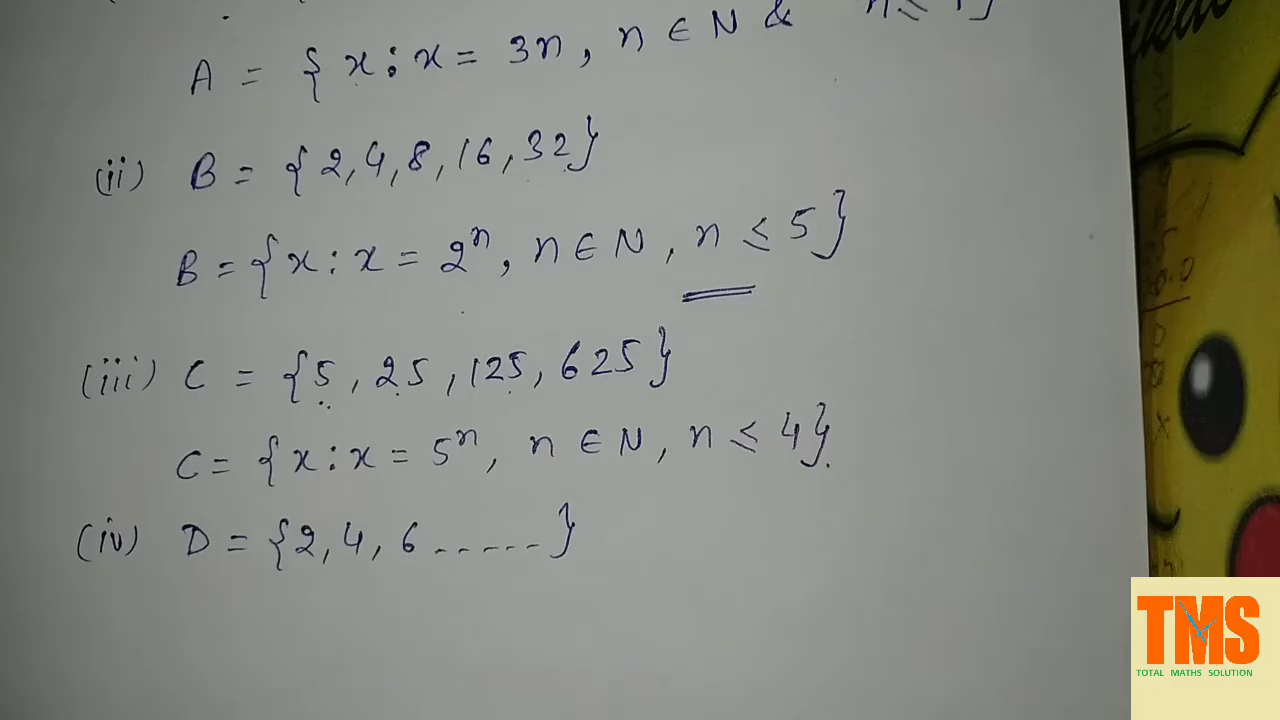 A = { x : x = 3n, n ∈ N & n ≤
(ii) B = {2, 4, 8, 16, 32}
B = {x : x = 2ⁿ, n ∈ N, n ≤ 5}
(iii) C = {5, 25, 125, 625}
C = {x : x = 5ⁿ, n ∈ N, n ≤ 4}.
(iv) D = {2, 4, 6 ......}
TMS
TOTAL MATHS SOLUTION